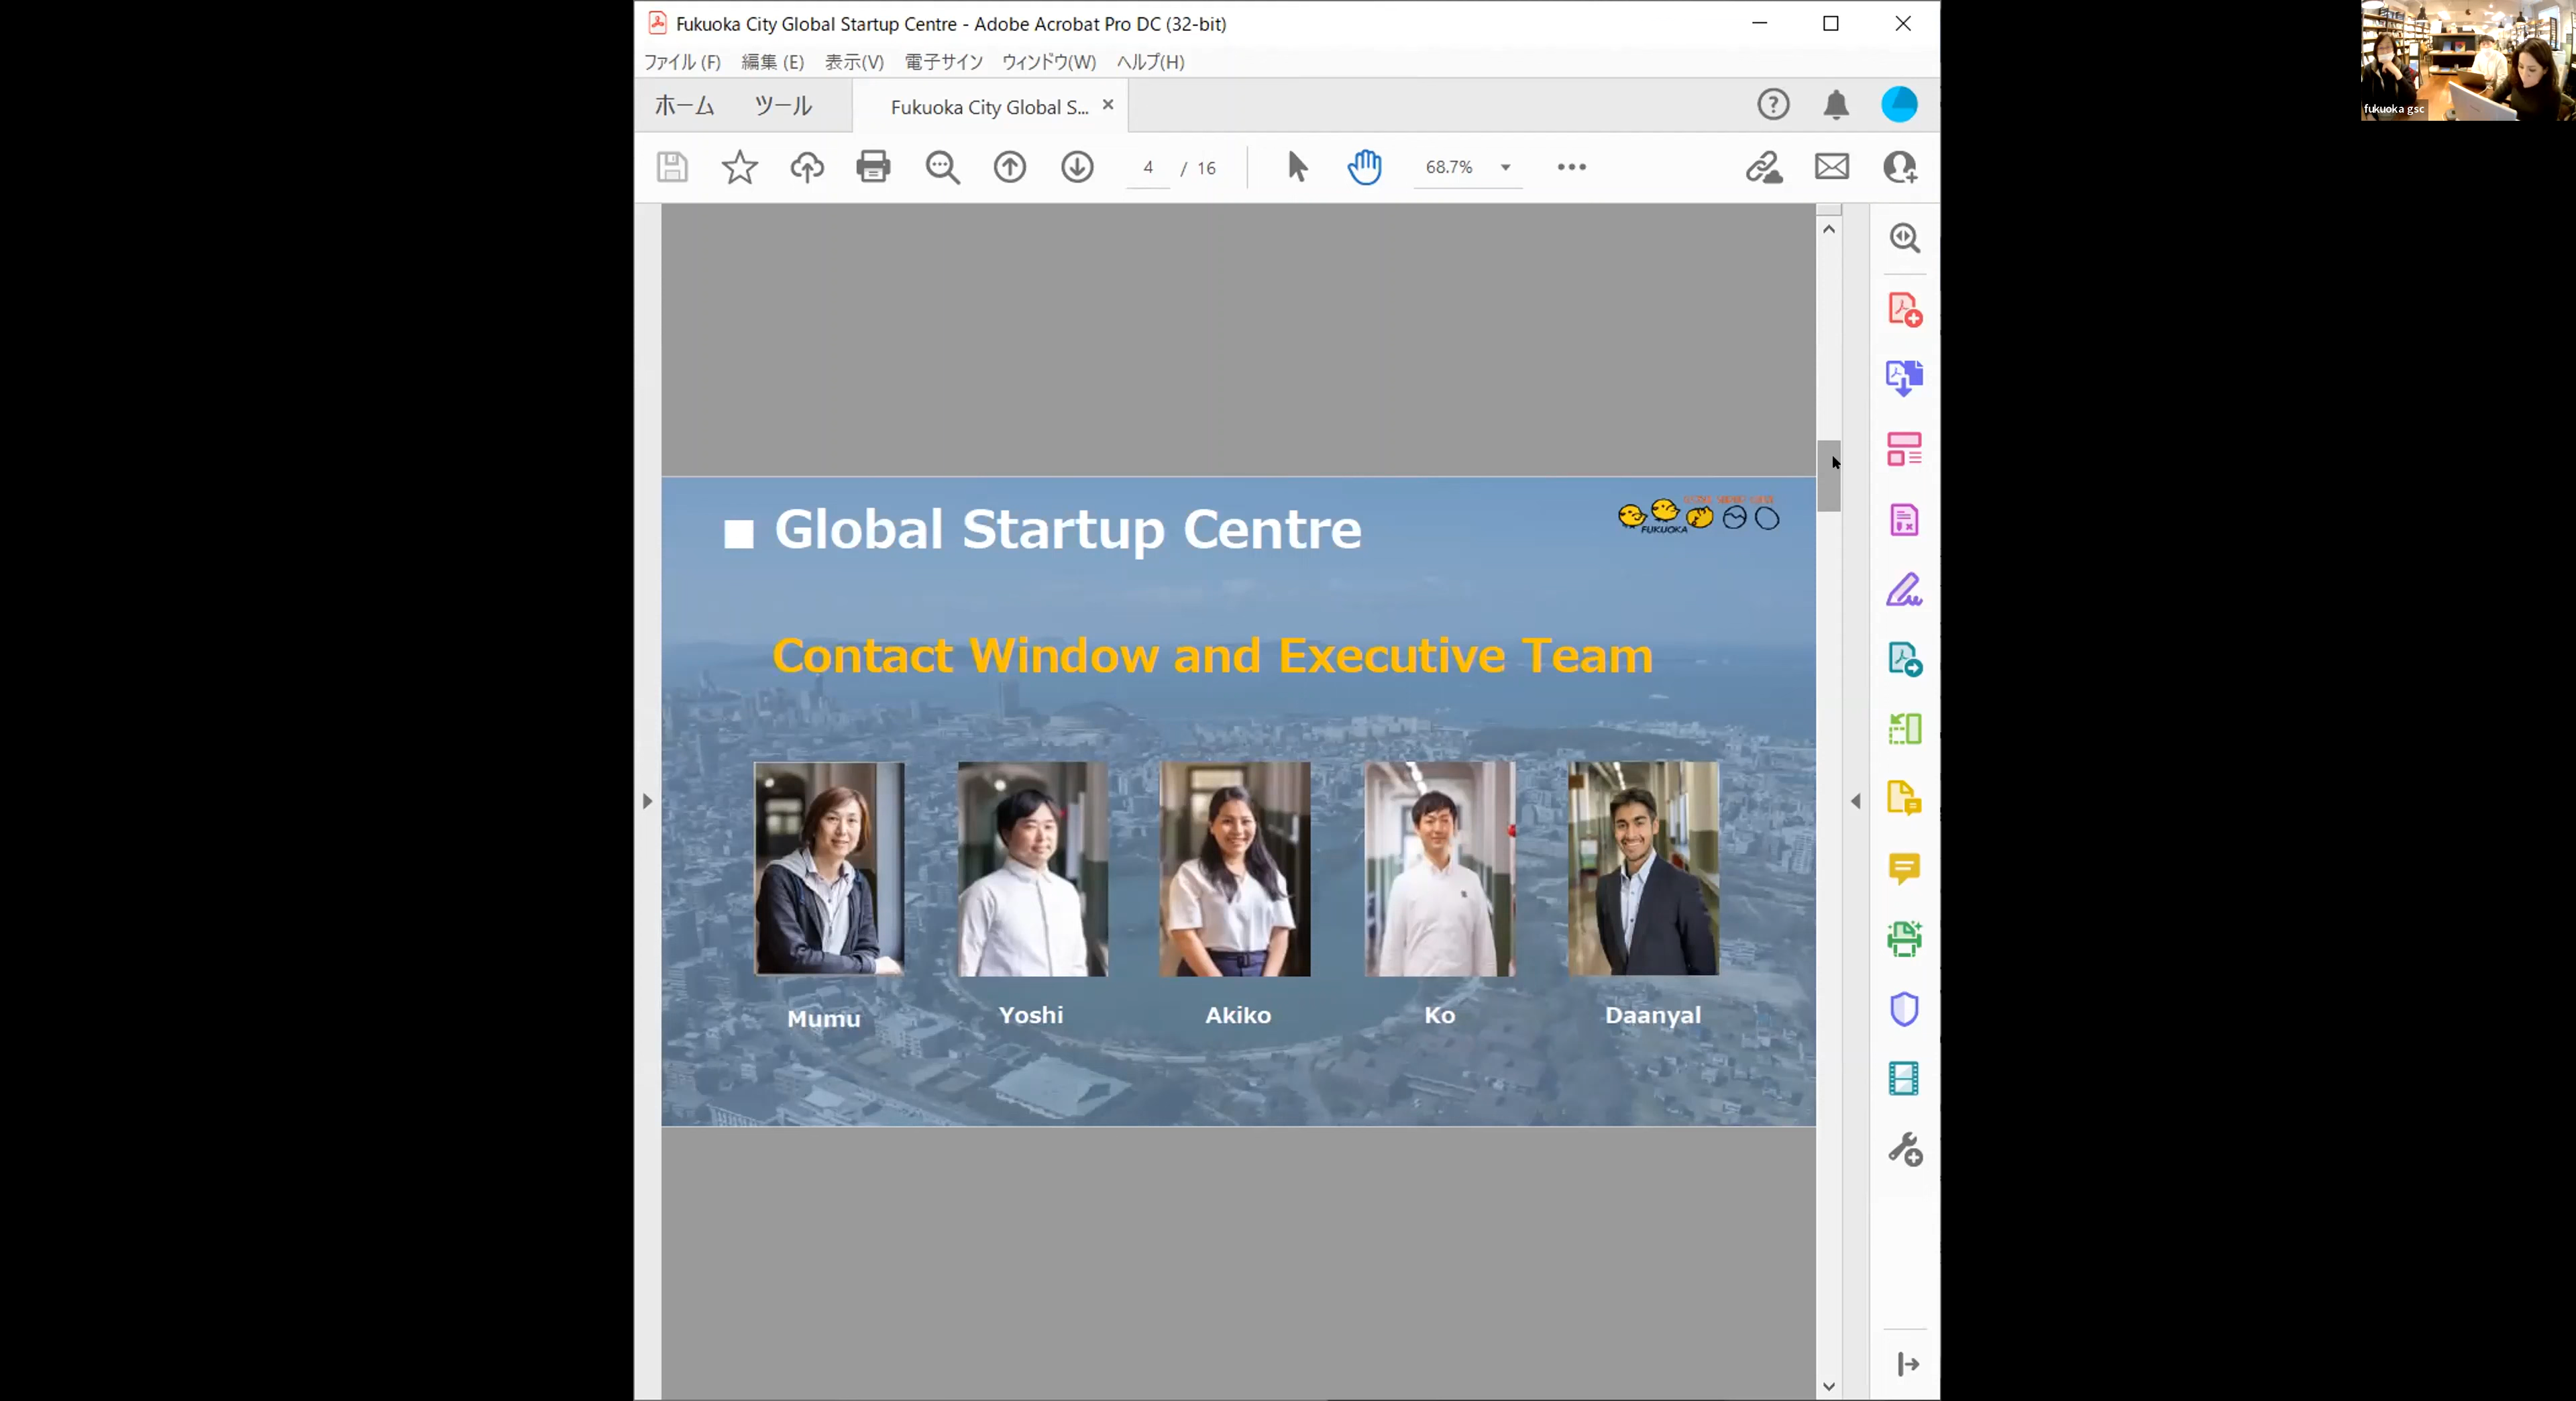 Fukuoka City Global Startup Centre - Adobe Acrobat Pro DC (32-bit)
ファイル (F) 編集 (E) 表示(V) 電子サイン ウィンドウ(W) ヘルプ(H)
ホーム ツール Fukuoka City Global S...
4 / 16 68.7%
fukuoka gsc
■ Global Startup Centre
FUKUOKA
Contact Window and Executive Team
Mumu Yoshi Akiko Ko Daanyal